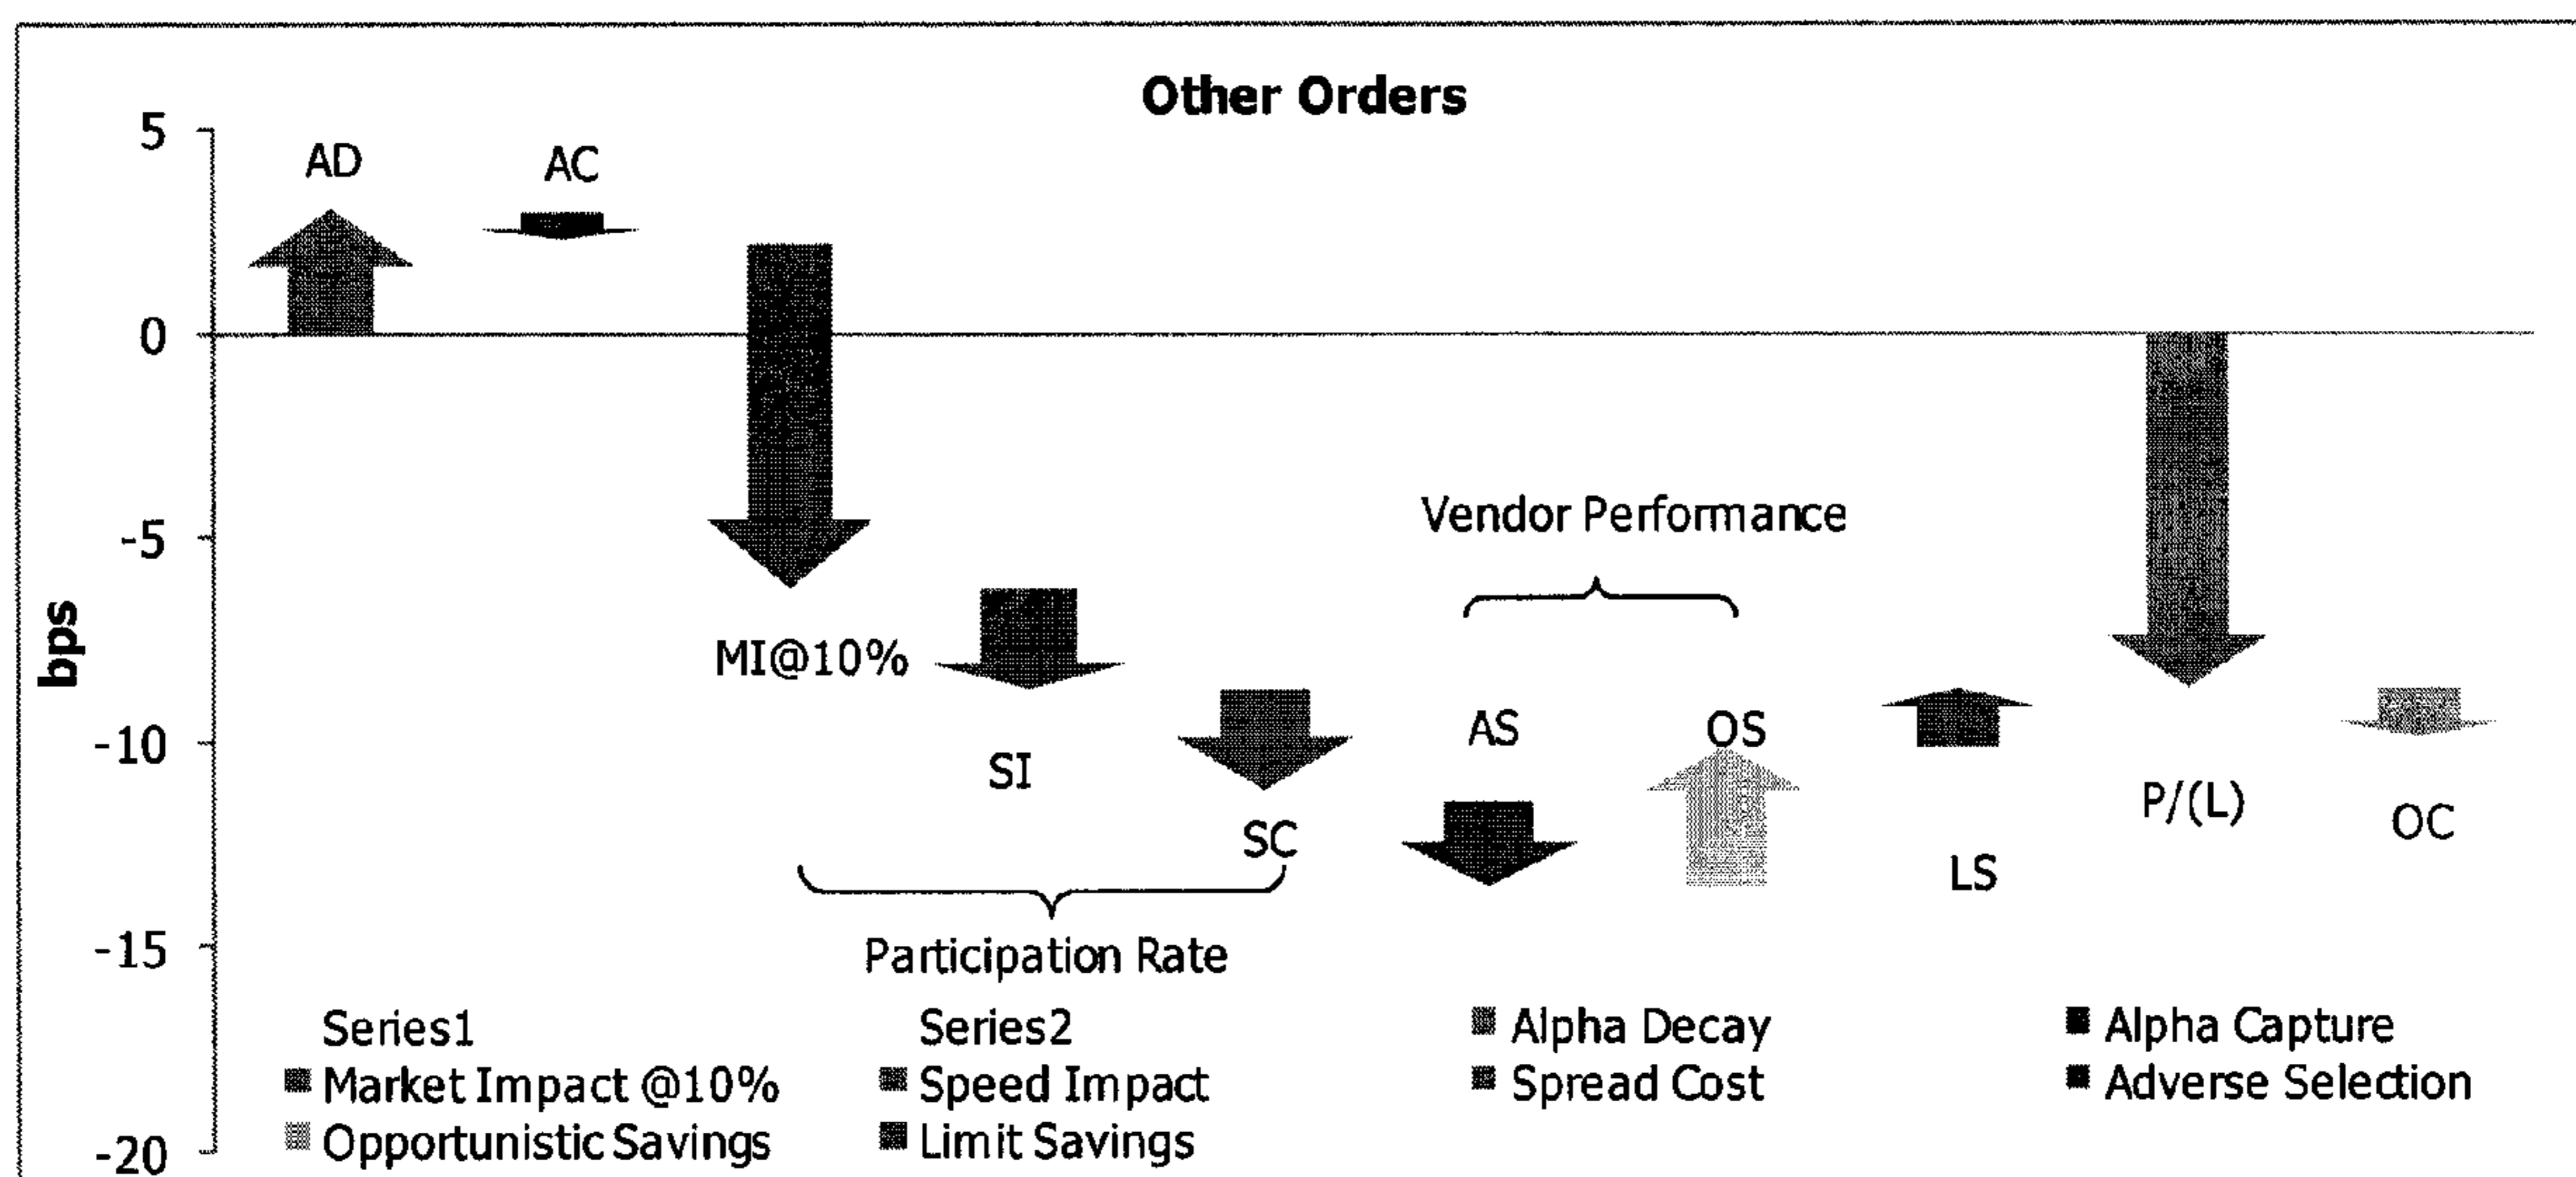 Other Orders
5
AD
AC
0
-5
Vendor Performance
bps
MI@10%
-10
SI
AS
OS
P/(L)
OC
SC
LS
-15
Participation Rate
Series1
Series2
Alpha Decay
Alpha Capture
Market Impact @10%
Speed Impact
Spread Cost
Adverse Selection
Opportunistic Savings
Limit Savings
-20